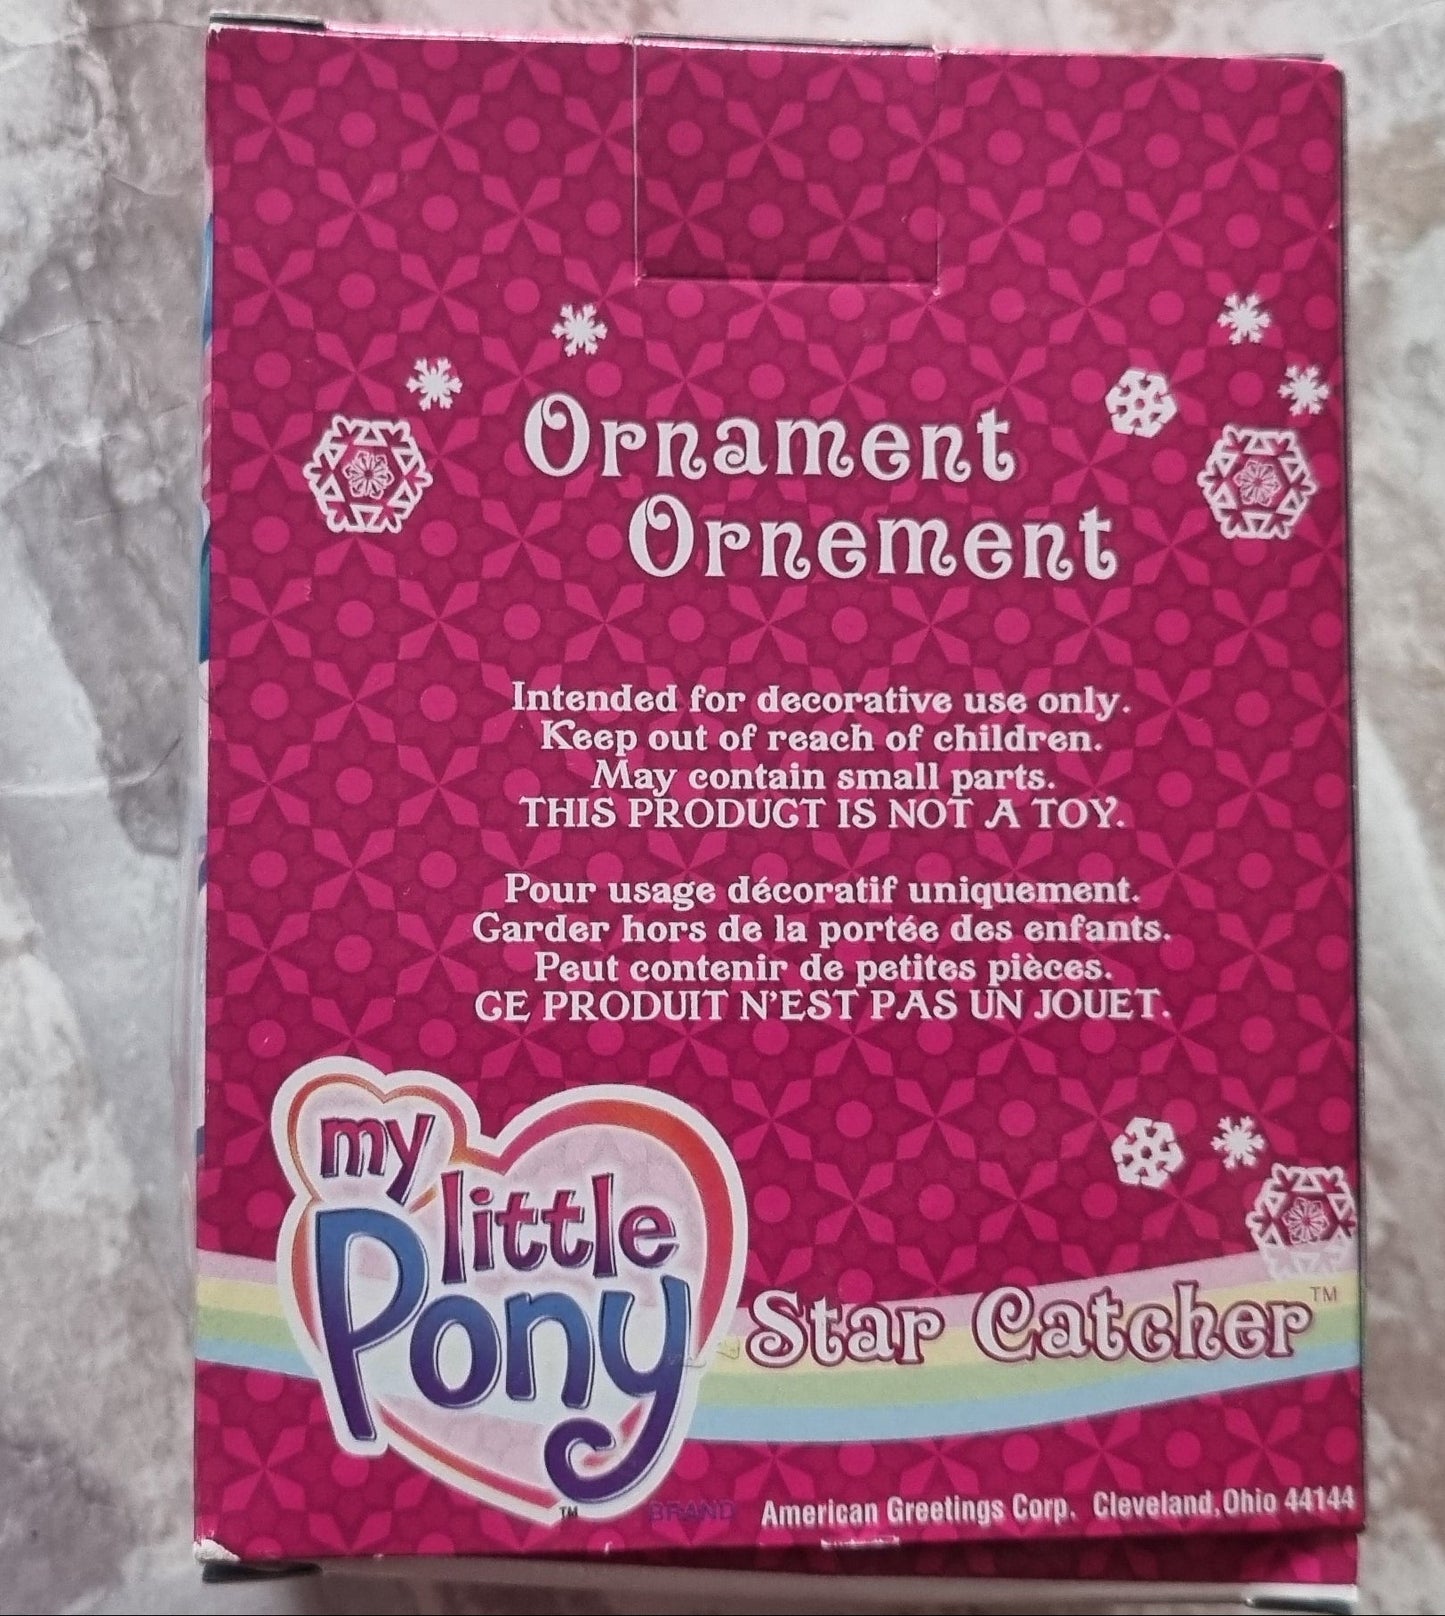 Ornament
Ornement
Intended for decorative use only.
Keep out of reach of children.
May contain small parts.
THIS PRODUCT IS NOT A TOY.
Pour usage décoratif uniquement.
Garder hors de la portée des enfants.
Peut contenir de petites pièces.
CE PRODUIT N'EST PAS UN JOUET.
my
little
Pony
TM
BRAND
Star Catcher™
American Greetings Corp. Cleveland, Ohio 44144